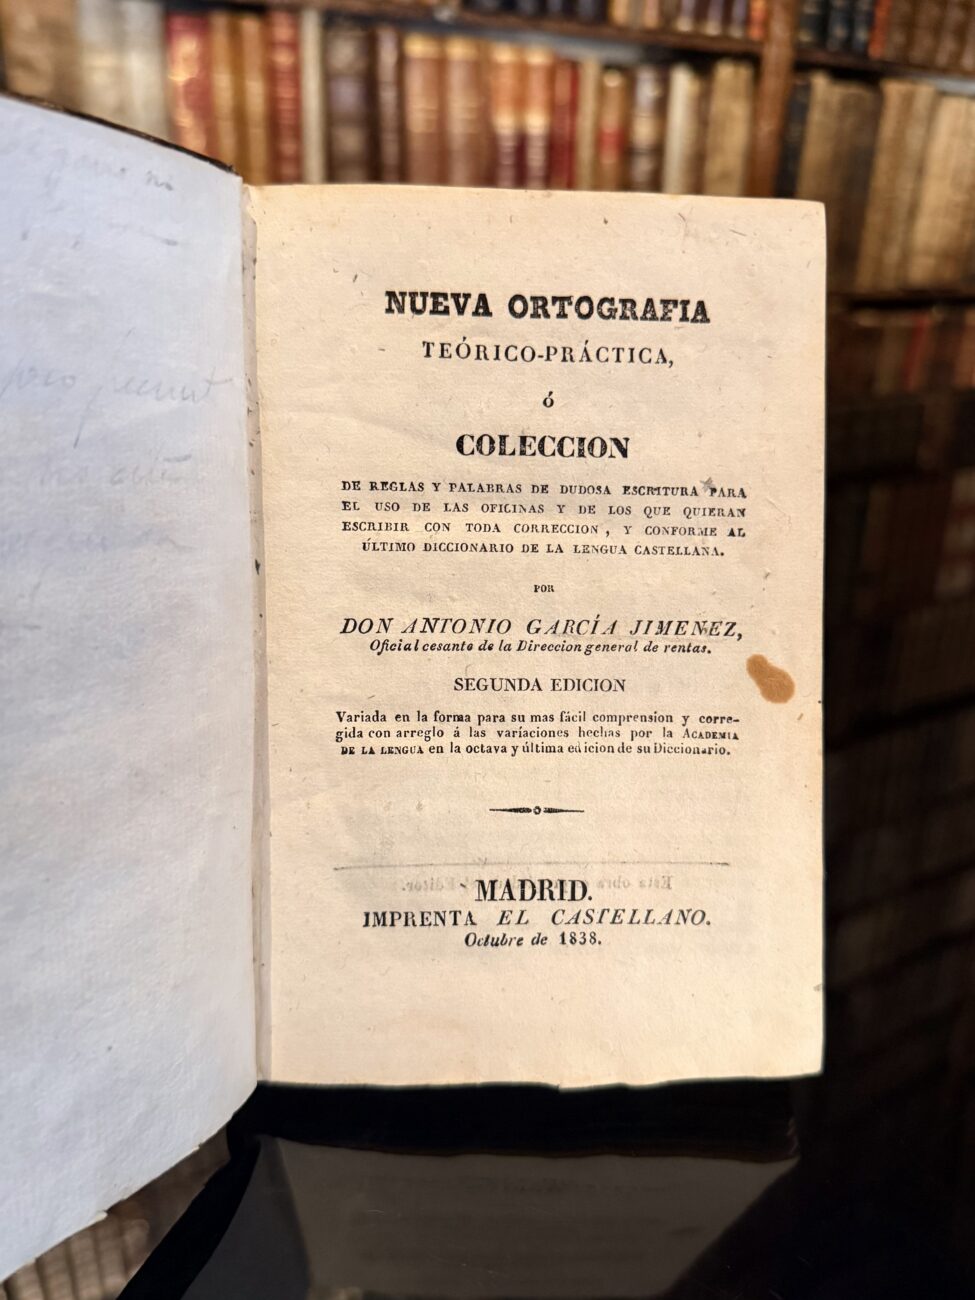 NUEVA ORTOGRAFIA
TEÓRICO-PRÁCTICA,
ó
COLECCION
DE REGLAS Y PALABRAS DE DUDOSA ESCRITURA PARA
EL USO DE LAS OFICINAS Y DE LOS QUE QUIERAN
ESCRIBIR CON TODA CORRECCION, Y CONFORME AL
ÚLTIMO DICCIONARIO DE LA LENGUA CASTELLANA.
POR
DON ANTONIO GARCÍA JIMENEZ,
Oficial cesante de la Direccion general de rentas.
SEGUNDA EDICION
Variada en la forma para su mas fácil comprension y corre-
gida con arreglo á las variaciones hechas por la ACADEMIA
DE LA LENGUA en la octava y última edicion de su Diccionario.
MADRID.
IMPRENTA EL CASTELLANO.
Octubre de 1838.